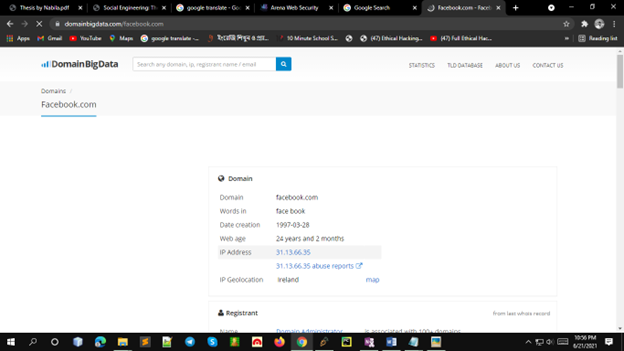 Thesis by Nabila.pdf
Social Engineering: Th
google translate - Go
Arena Web Security
Google Search
Facebook.com - Face
domainbigdata.com/facebook.com
Apps
Gmail
YouTube
Maps
google translate -...
ইংরেজি শিখুন ও প্রা...
10 Minute School S...
(47) Ethical Hacking...
(47) Full Ethical Hac...
»
Reading list
DomainBigData
Search any domain, ip, registrant name / email
STATISTICS
TLD DATABASE
ABOUT US
CONTACT US
Domains /
Facebook.com
Domain
Domain facebook.com
Words in face book
Date creation 1997-03-28
Web age 24 years and 2 months
IP Address 31.13.66.35
31.13.66.35 abuse reports
IP Geolocation Ireland map
Registrant from last whois record
Name Domain Administrator is associated with 100+ domains
10:56 PM
6/21/2021